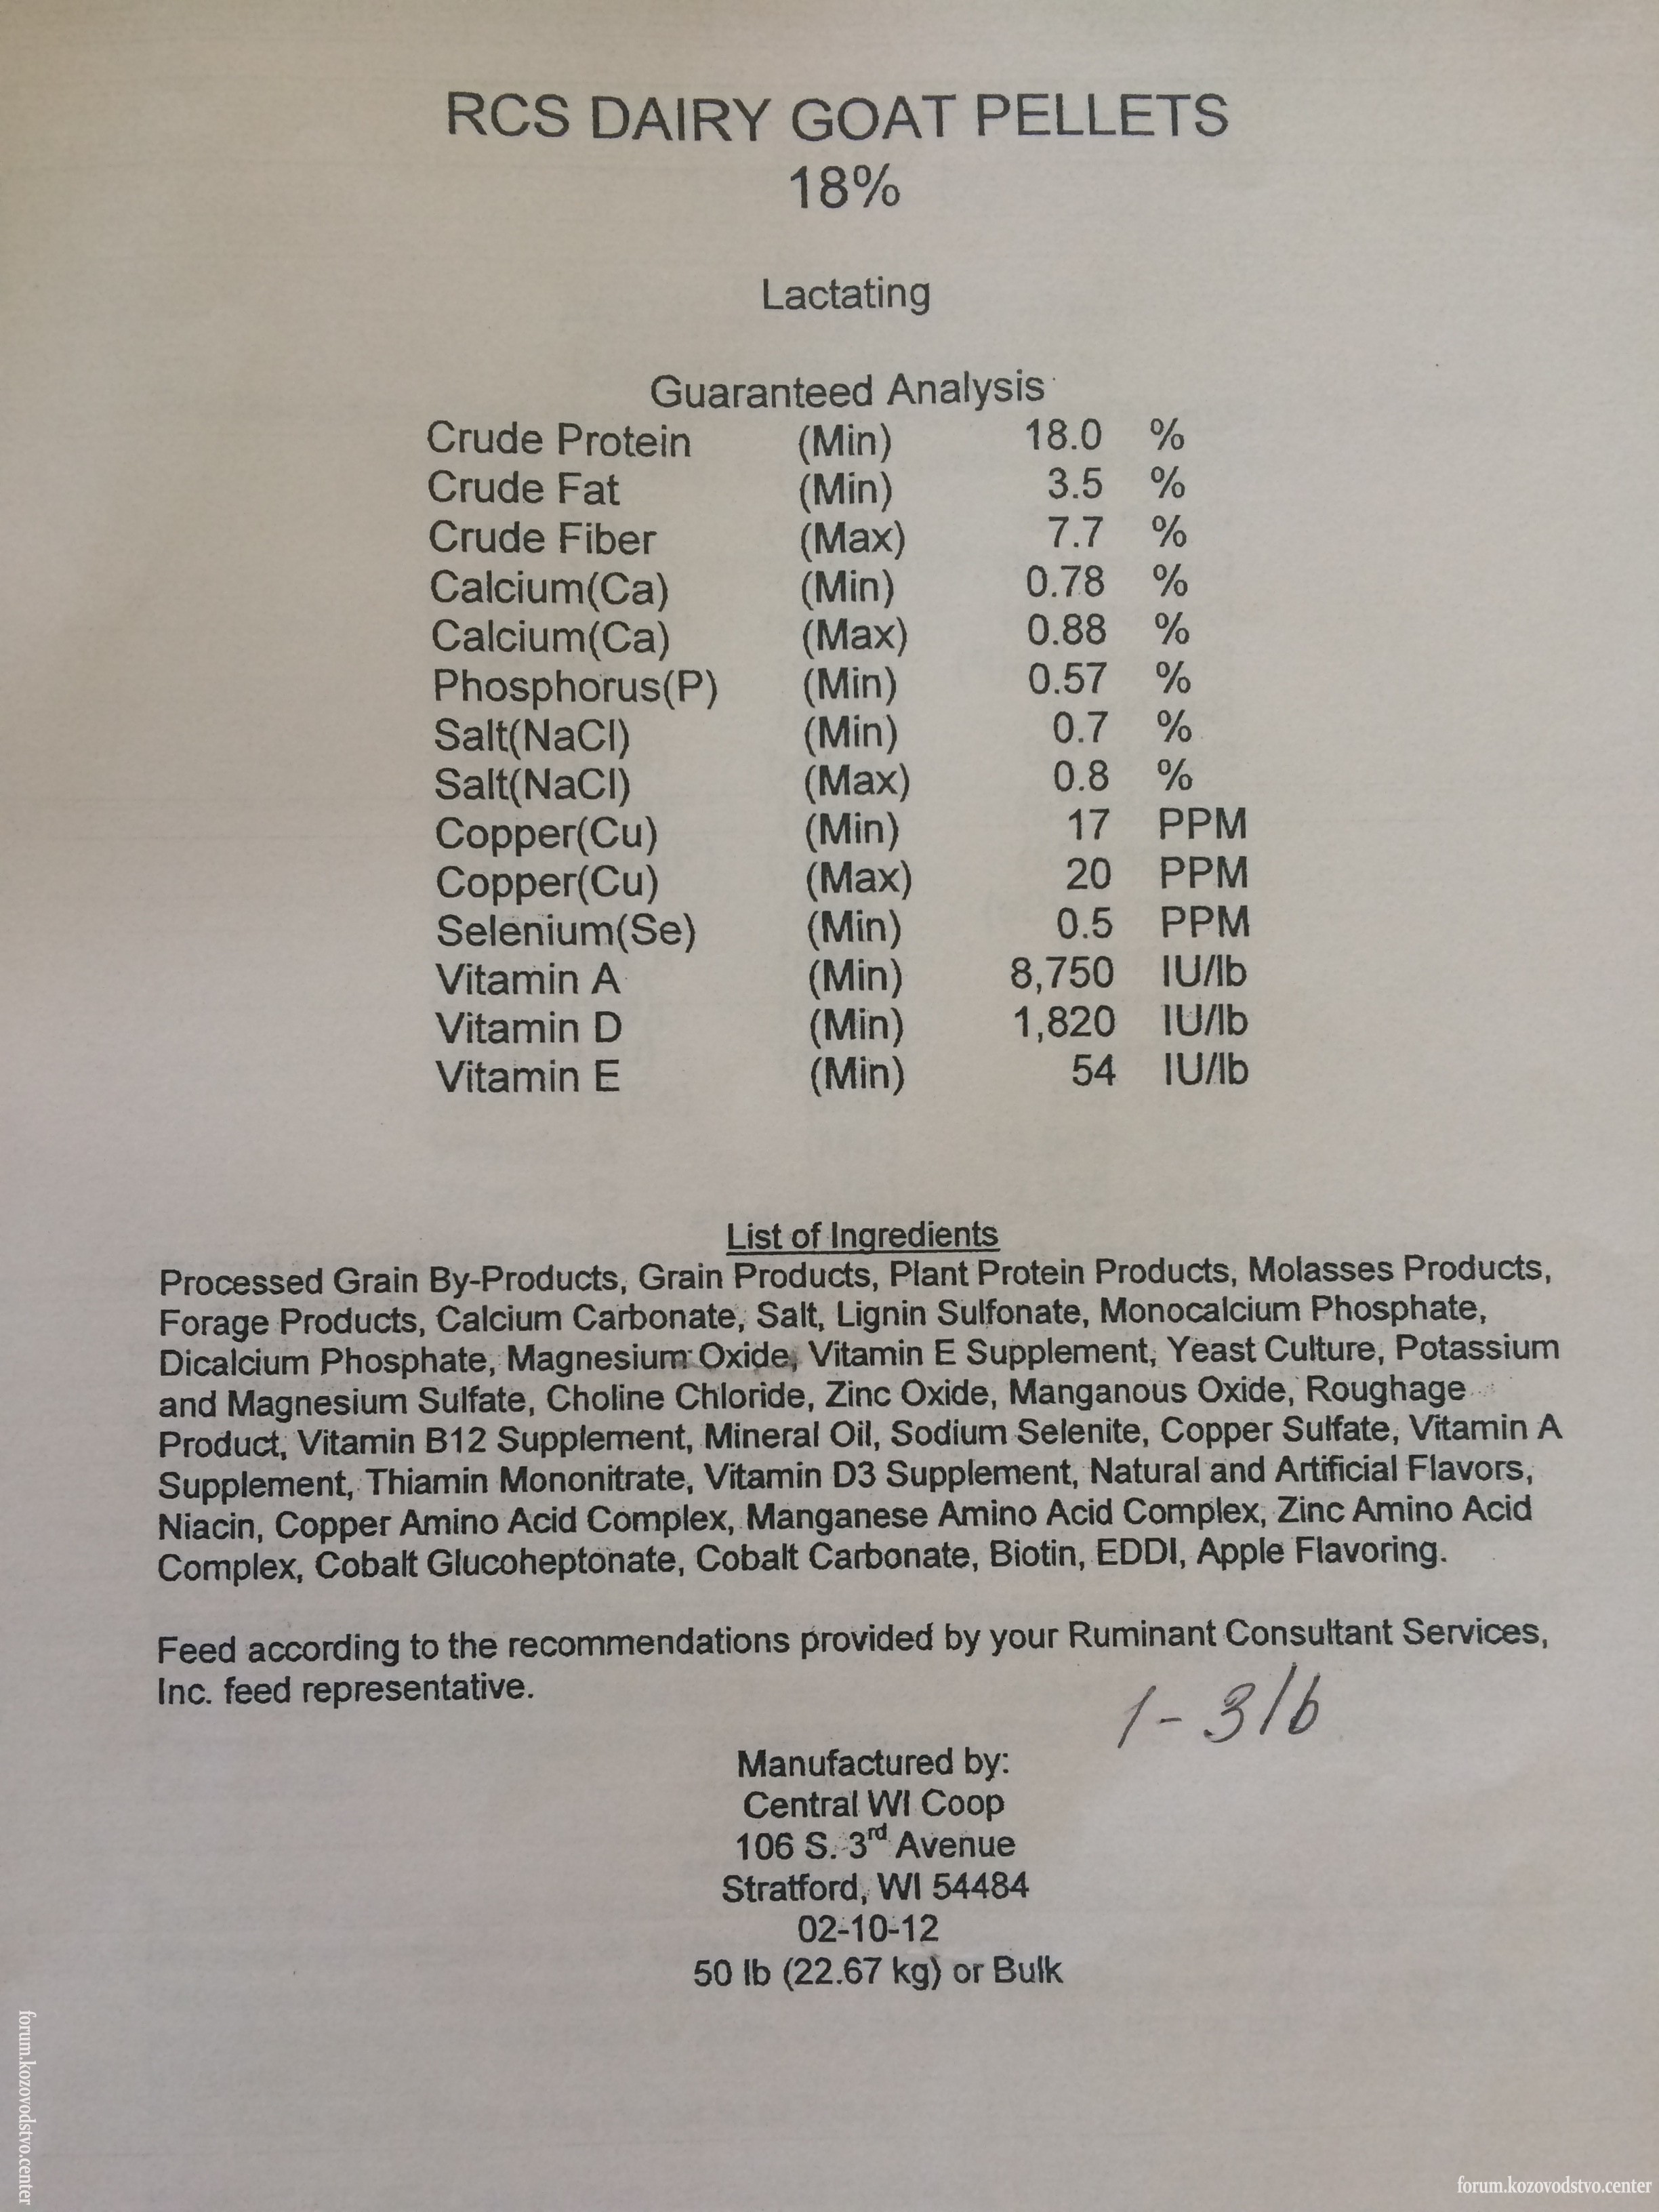 RCS DAIRY GOAT PELLETS
18%
Lactating
Guaranteed Analysis
Crude Protein (Min) 18.0 %
Crude Fat (Min) 3.5 %
Crude Fiber (Max) 7.7 %
Calcium(Ca) (Min) 0.78 %
Calcium(Ca) (Max) 0.88 %
Phosphorus(P) (Min) 0.57 %
Salt(NaCl) (Min) 0.7 %
Salt(NaCl) (Max) 0.8 %
Copper(Cu) (Min) 17 PPM
Copper(Cu) (Max) 20 PPM
Selenium(Se) (Min) 0.5 PPM
Vitamin A (Min) 8,750 IU/lb
Vitamin D (Min) 1,820 IU/lb
Vitamin E (Min) 54 IU/lb
List of Ingredients
Processed Grain By-Products, Grain Products, Plant Protein Products, Molasses Products,
Forage Products, Calcium Carbonate, Salt, Lignin Sulfonate, Monocalcium Phosphate,
Dicalcium Phosphate, Magnesium Oxide, Vitamin E Supplement, Yeast Culture, Potassium
and Magnesium Sulfate, Choline Chloride, Zinc Oxide, Manganous Oxide, Roughage
Product, Vitamin B12 Supplement, Mineral Oil, Sodium Selenite, Copper Sulfate, Vitamin A
Supplement, Thiamin Mononitrate, Vitamin D3 Supplement, Natural and Artificial Flavors,
Niacin, Copper Amino Acid Complex, Manganese Amino Acid Complex, Zinc Amino Acid
Complex, Cobalt Glucoheptonate, Cobalt Carbonate, Biotin, EDDI, Apple Flavoring.
Feed according to the recommendations provided by your Ruminant Consultant Services,
Inc. feed representative.
1-3lb
Manufactured by:
Central WI Coop
106 S. 3rd Avenue
Stratford, WI 54484
02-10-12
50 lb (22.67 kg) or Bulk
forum.kozovodstvo.center
forum.kozovodstvo.center